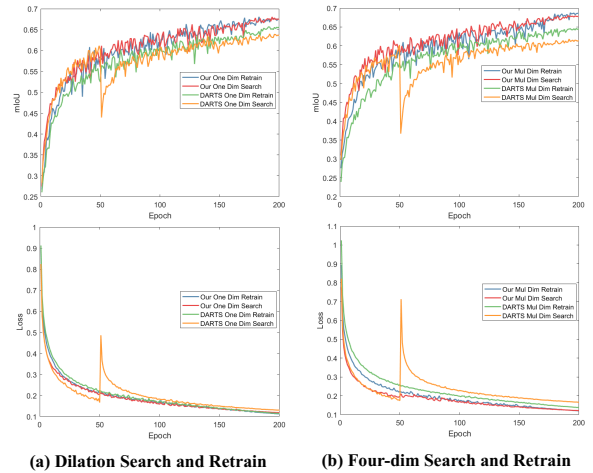 0.7
0.65
0.6
0.55
0.5
0.45
0.4
0.35
0.3
0.25
0.2
mIoU
0
50
100
150
200
Epoch
Our One Dim Retrain
Our One Dim Search
DARTS One Dim Retrain
DARTS One Dim Search
0.7
0.65
0.6
0.55
0.5
0.45
0.4
0.35
0.3
0.25
0.2
mIoU
0
50
100
150
200
Epoch
Our Mul Dim Retrain
Our Mul Dim Search
DARTS Mul Dim Retrain
DARTS Mul Dim Search
1
0.9
0.8
0.7
0.6
0.5
0.4
0.3
0.2
0.1
Loss
0
50
100
150
200
Epoch
Our One Dim Retrain
Our One Dim Search
DARTS One Dim Retrain
DARTS One Dim Search
1.1
1
0.9
0.8
0.7
0.6
0.5
0.4
0.3
0.2
0.1
Loss
0
50
100
150
200
Epoch
Our Mul Dim Retrain
Our Mul Dim Search
DARTS Mul Dim Retrain
DARTS Mul Dim Search
(a) Dilation Search and Retrain
(b) Four-dim Search and Retrain